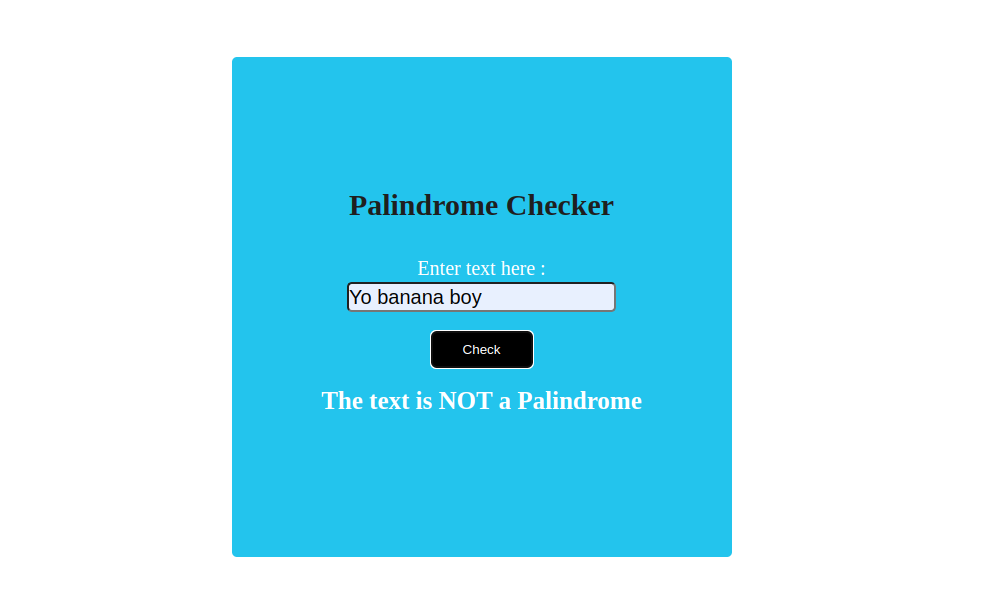 Palindrome Checker
Enter text here :
Yo banana boy
Check
The text is NOT a Palindrome